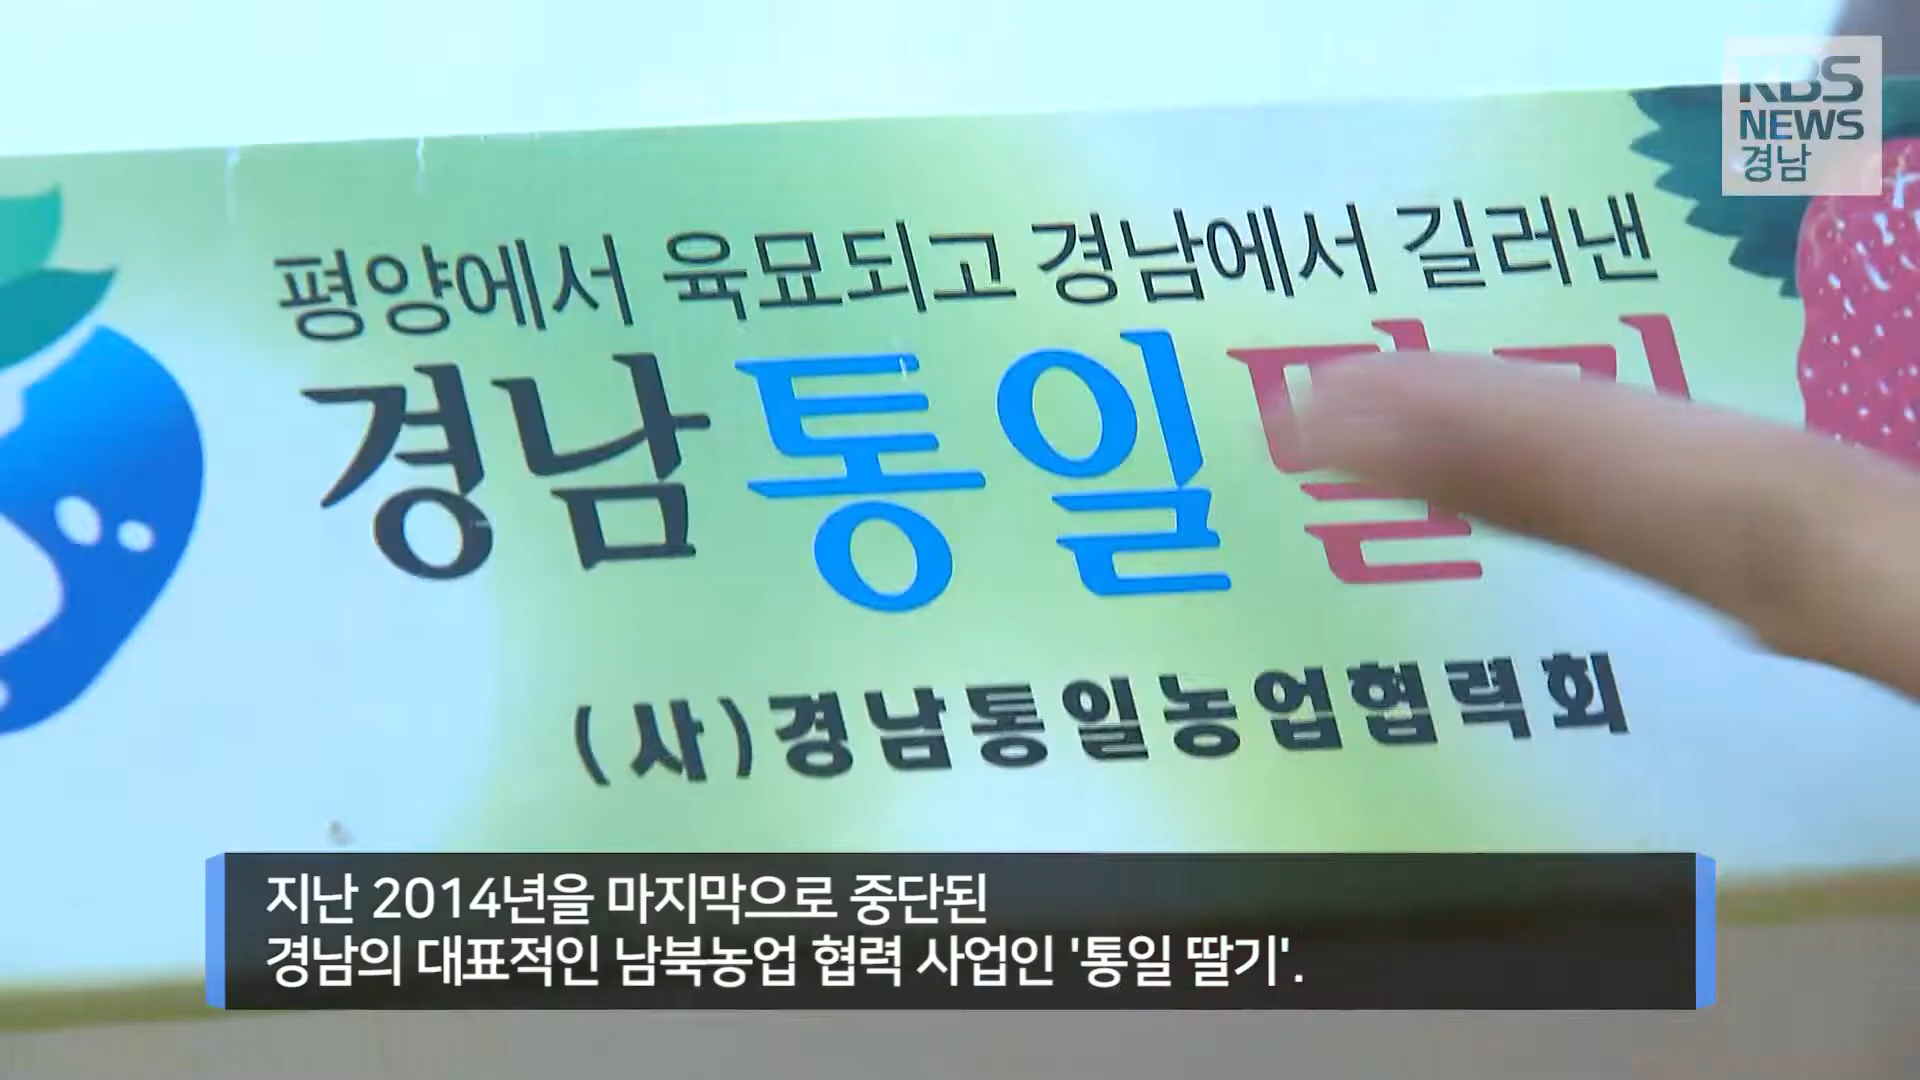 KBS
NEWS
경남
평양에서 육묘되고 경남에서 길러낸
경남통일딸기
(사)경남통일농업협력회
지난 2014년을 마지막으로 중단된
경남의 대표적인 남북농업 협력 사업인 '통일 딸기'.